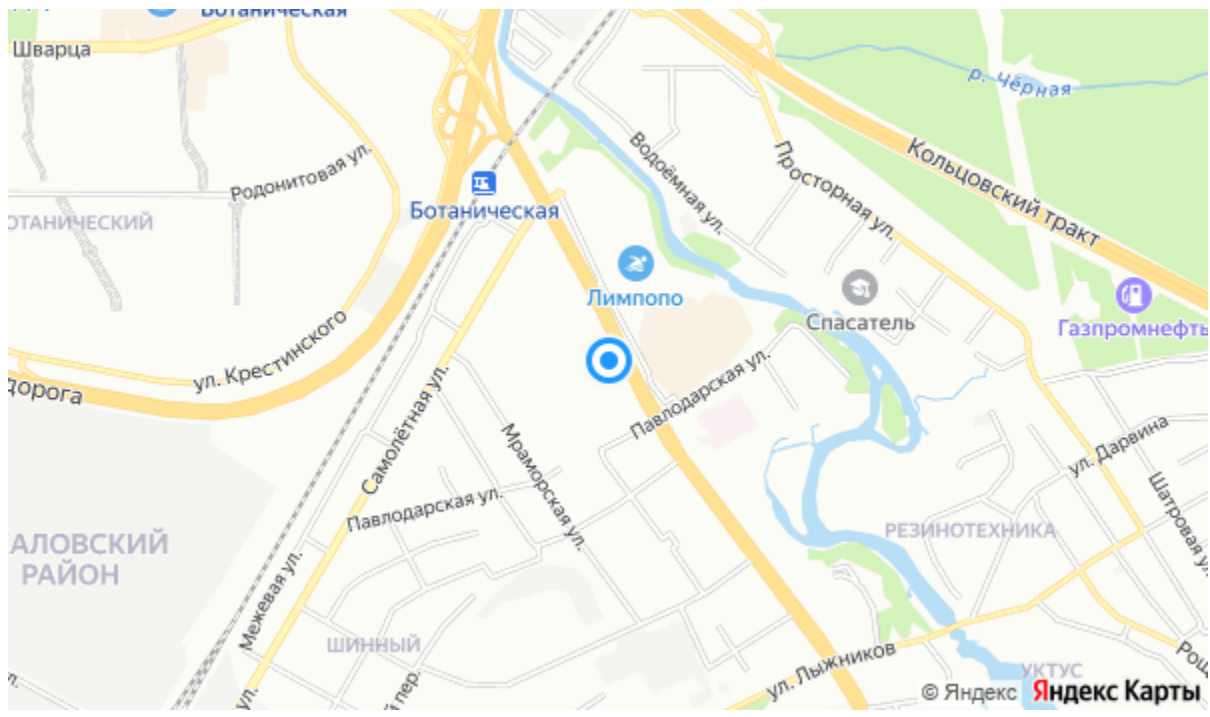 Ботаническая
Шварца
р. Чёрная
Водоёмная ул.
Просторная ул.
Кольцовский тракт
Родонитовая ул.
Ботаническая
Лимпопо
Спасатель
Газпромнефть
ул. Крестинского
дорога
Самолётная ул.
Павлодарская ул.
Мраморская ул.
ул. Дарвина
Павлодарская ул.
Шатровая ул.
РЕЗИНОТЕХНИКА
РАЙОН
Межевая ул.
ШИННЫЙ
ул. Лыжников
УКТУС
ул.
пер.
© Яндекс Яндекс Карты